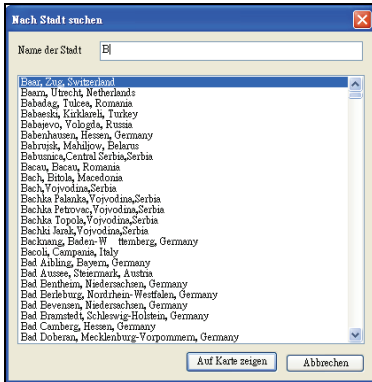 Nach Stadt suchen
Name der Stadt B
Baar, Zug, Switzerland
Baarn, Utrecht, Netherlands
Babadag, Tulcea, Romania
Babaeski, Kirklareli, Turkey
Babajevo, Vologda, Russia
Babenhausen, Hessen, Germany
Babrujsk, Mahiljow, Belarus
Babusnica,Central Serbia,Serbia
Bacau, Bacau, Romania
Bach, Bitola, Macedonia
Bach,Vojvodina,Serbia
Bachka Palanka,Vojvodina,Serbia
Bachka Petrovac,Vojvodina,Serbia
Bachka Topola,Vojvodina,Serbia
Bachki Jarak,Vojvodina,Serbia
Backnang, Baden-W ttemberg, Germany
Bacoli, Campania, Italy
Bad Aibling, Bayern, Germany
Bad Aussee, Steiermark, Austria
Bad Bentheim, Niedersachsen, Germany
Bad Berleburg, Nordrhein-Westfalen, Germany
Bad Bevensen, Niedersachsen, Germany
Bad Bramstedt, Schleswig-Holstein, Germany
Bad Camberg, Hessen, Germany
Bad Doberan, Mecklenburg-Vorpommern, Germany
Auf Karte zeigen Abbrechen